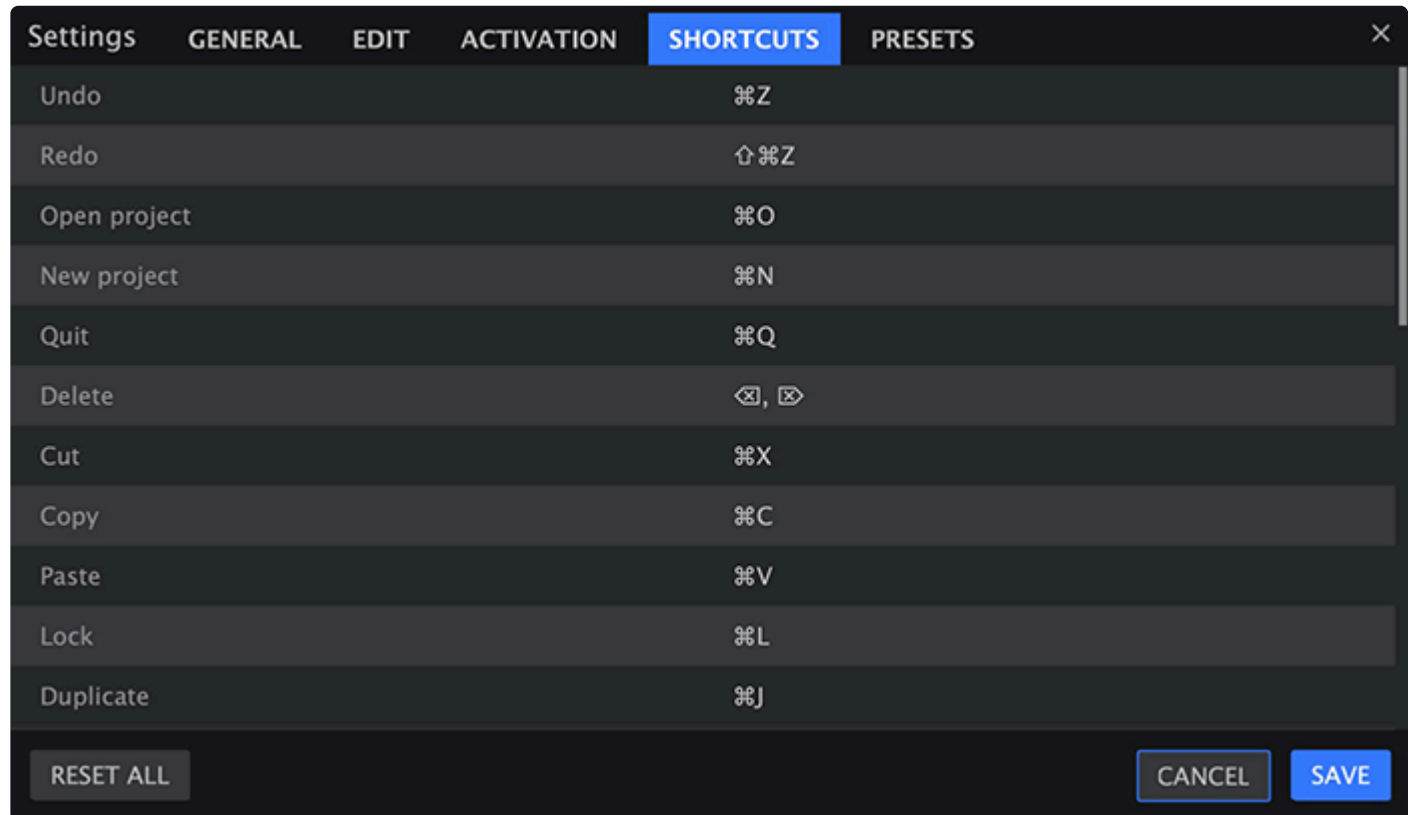 Settings GENERAL EDIT ACTIVATION SHORTCUTS PRESETS ×
Undo ⌘Z
Redo ⇧⌘Z
Open project ⌘O
New project ⌘N
Quit ⌘Q
Delete ⌫, ⌦
Cut ⌘X
Copy ⌘C
Paste ⌘V
Lock ⌘L
Duplicate ⌘J
RESET ALL CANCEL SAVE